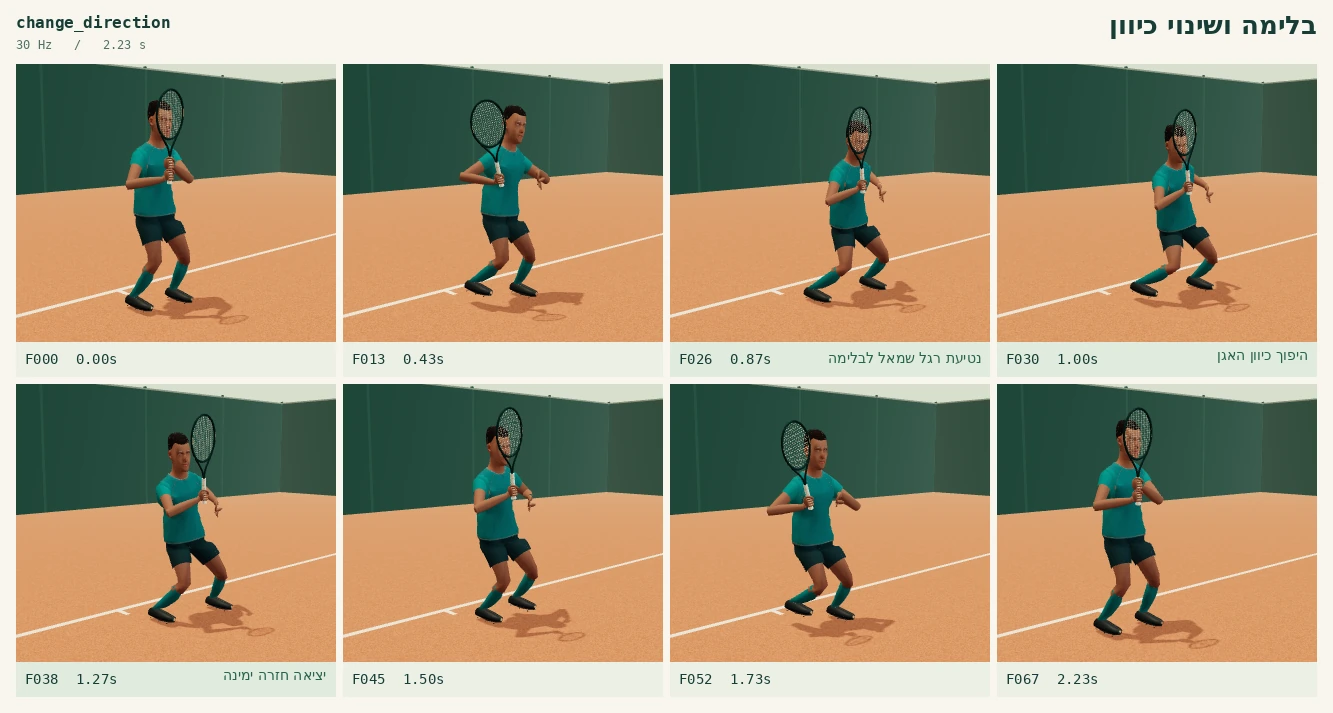 change_direction
בלימה ושינוי כיוון
30 Hz / 2.23 s
F000 0.00s
F013 0.43s
F026 0.87s נטיעת רגל שמאל לבלימה
F030 1.00s היפוך כיוון האגן
F038 1.27s יציאה חזרה ימינה
F045 1.50s
F052 1.73s
F067 2.23s